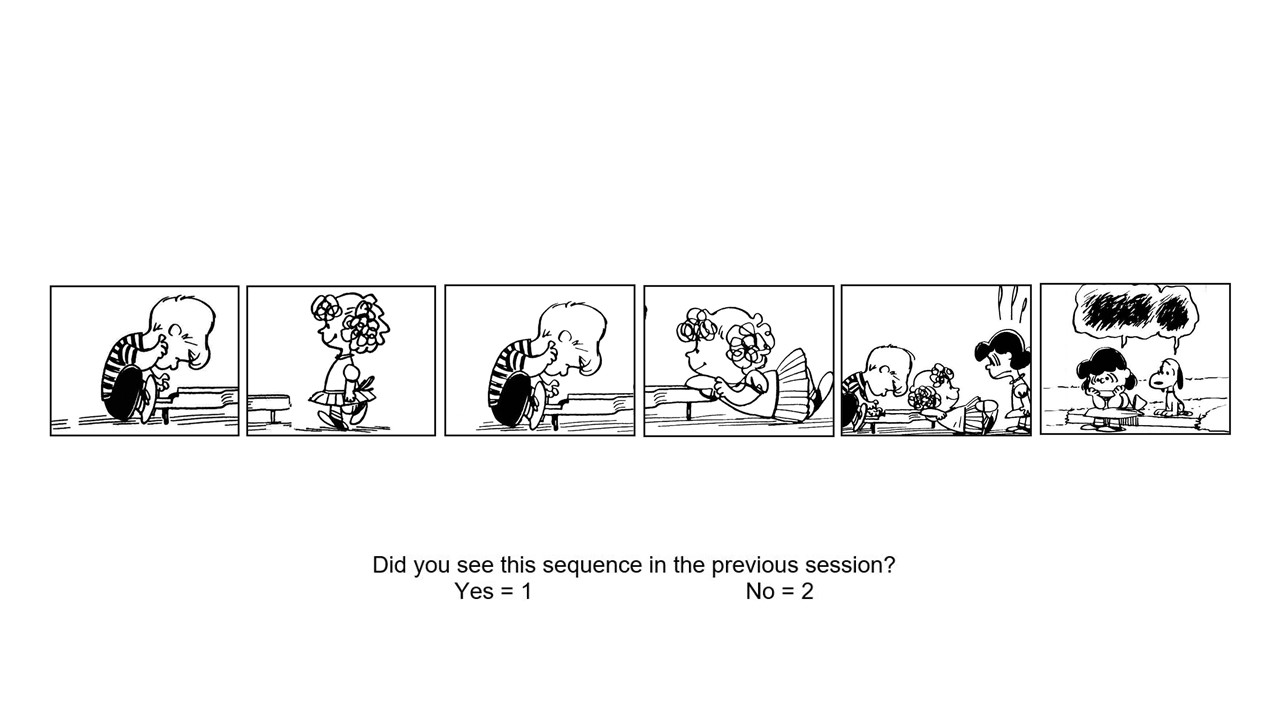 Did you see this sequence in the previous session?
Yes = 1 No = 2